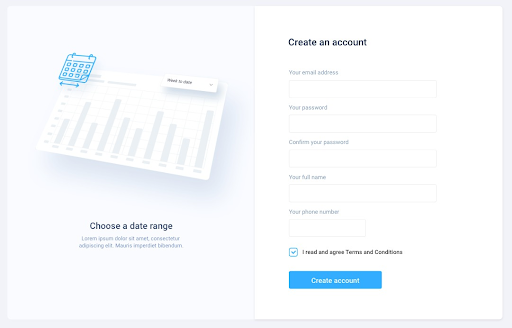 Week to date
Choose a date range
Lorem ipsum dolor sit amet, consectetur
adipiscing elit. Mauris imperdiet bibendum.
Create an account
Your email address
Your password
Confirm your password
Your full name
Your phone number
I read and agree Terms and Conditions
Create account